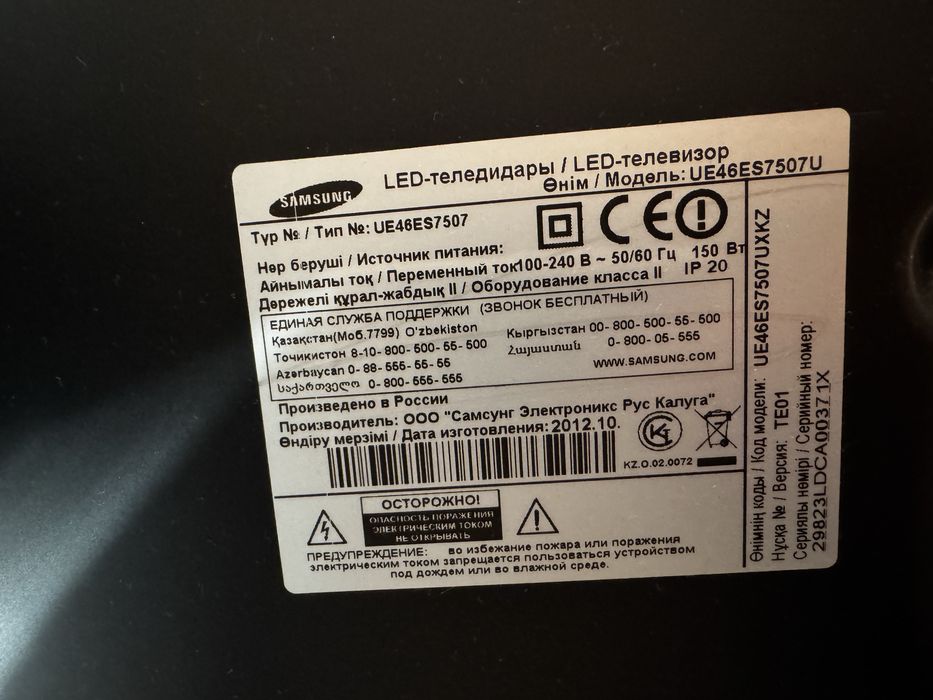 SAMSUNG
LED-теледидары / LED-телевизор
Өнім / Модель: UE46ES7507U
Түр № / Тип №: UE46ES7507
Нәр беруші / Источник питания:
Айнымалы тоқ / Переменный ток100-240 В ~ 50/60 Гц 150 Вт
Дәрежелі құрал-жабдық II / Оборудование класса II IP 20
ЕДИНАЯ СЛУЖБА ПОДДЕРЖКИ (ЗВОНОК БЕСПЛАТНЫЙ)
Қазақстан(Моб.7799) O'zbekiston
Тоҷикистон 8-10-800-500-55-500
Azərbaycan 0-88-555-55-55
საქართველო 0-800-555-555
Кыргызстан 00-800-500-55-500
Հայաստան 0-800-05-555
WWW.SAMSUNG.COM
Произведено в России
Производитель: ООО "Самсунг Электроникс Рус Калуга"
Өндіру мерзімі / Дата изготовления: 2012.10.
KZ.O.02.0072
ОСТОРОЖНО!
ОПАСНОСТЬ ПОРАЖЕНИЯ
ЭЛЕКТРИЧЕСКИМ ТОКОМ
НЕ ОТКРЫВАТЬ
ПРЕДУПРЕЖДЕНИЕ: во избежание пожара или поражения
электрическим током запрещается пользоваться устройством
под дождем или во влажной среде.
Өнімнің коды / Код модели: UE46ES7507UXKZ
Нұсқа № / Версия: TE01
Сериялы нөмірі / Серийный номер:
29823LDCA00371X